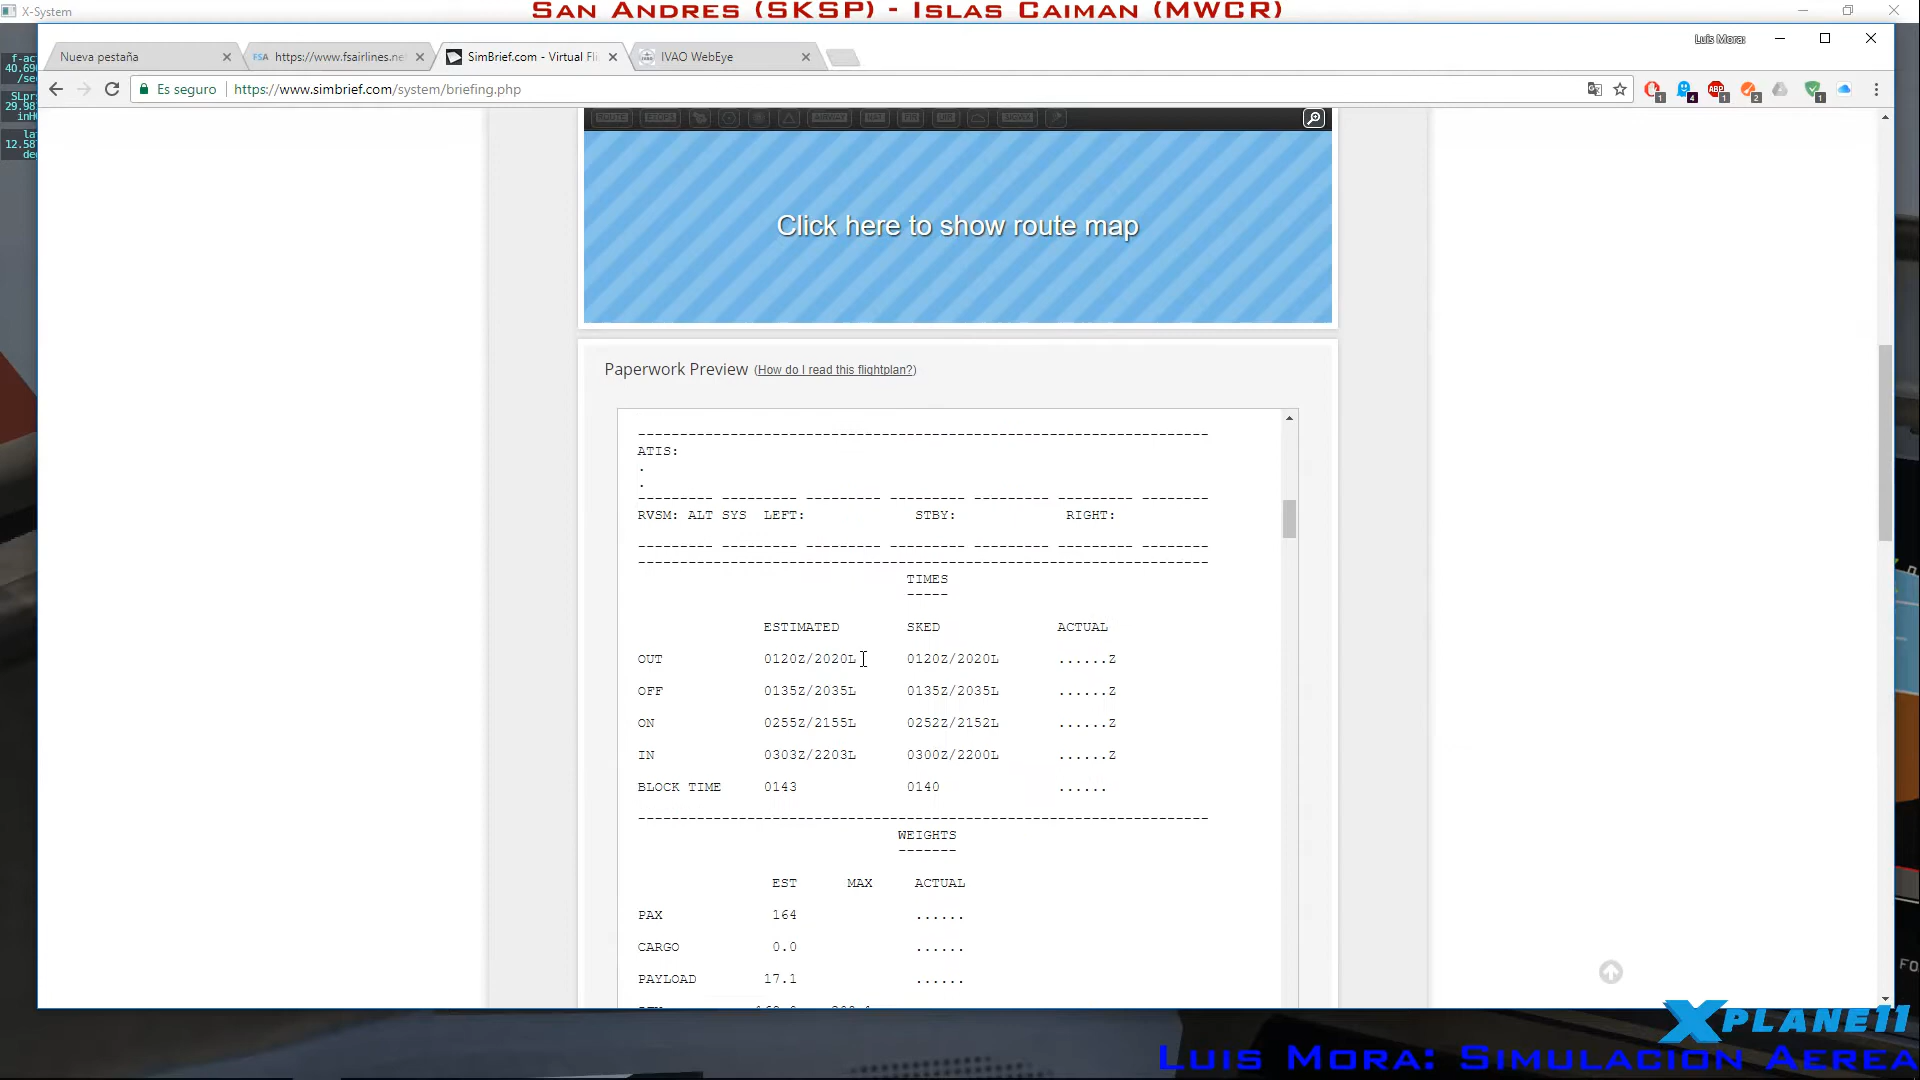 X-System
San Andres (SKSP) - Islas Caiman (MWCR)
Luis Mora:
Nueva pestaña
https://www.fsairlines.ne
SimBrief.com - Virtual Fli
IVAO WebEye
Es seguro
https://www.simbrief.com/system/briefing.php
Click here to show route map
Paperwork Preview (How do I read this flightplan?)
---------------------------------------------------------------------
ATIS:
.
.
--------- --------- --------- --------- --------- --------- --------
RVSM: ALT SYS LEFT: STBY: RIGHT:
--------- --------- --------- --------- --------- --------- --------
---------------------------------------------------------------------
TIMES
-----
ESTIMATED SKED ACTUAL
OUT 0120Z/2020L 0120Z/2020L ......Z
OFF 0135Z/2035L 0135Z/2035L ......Z
ON 0255Z/2155L 0252Z/2152L ......Z
IN 0303Z/2203L 0300Z/2200L ......Z
BLOCK TIME 0143 0140 ......
---------------------------------------------------------------------
WEIGHTS
-------
EST MAX ACTUAL
PAX 164 ......
CARGO 0.0 ......
PAYLOAD 17.1 ......
XPLANE11
Luis Mora: Simulacion Aerea